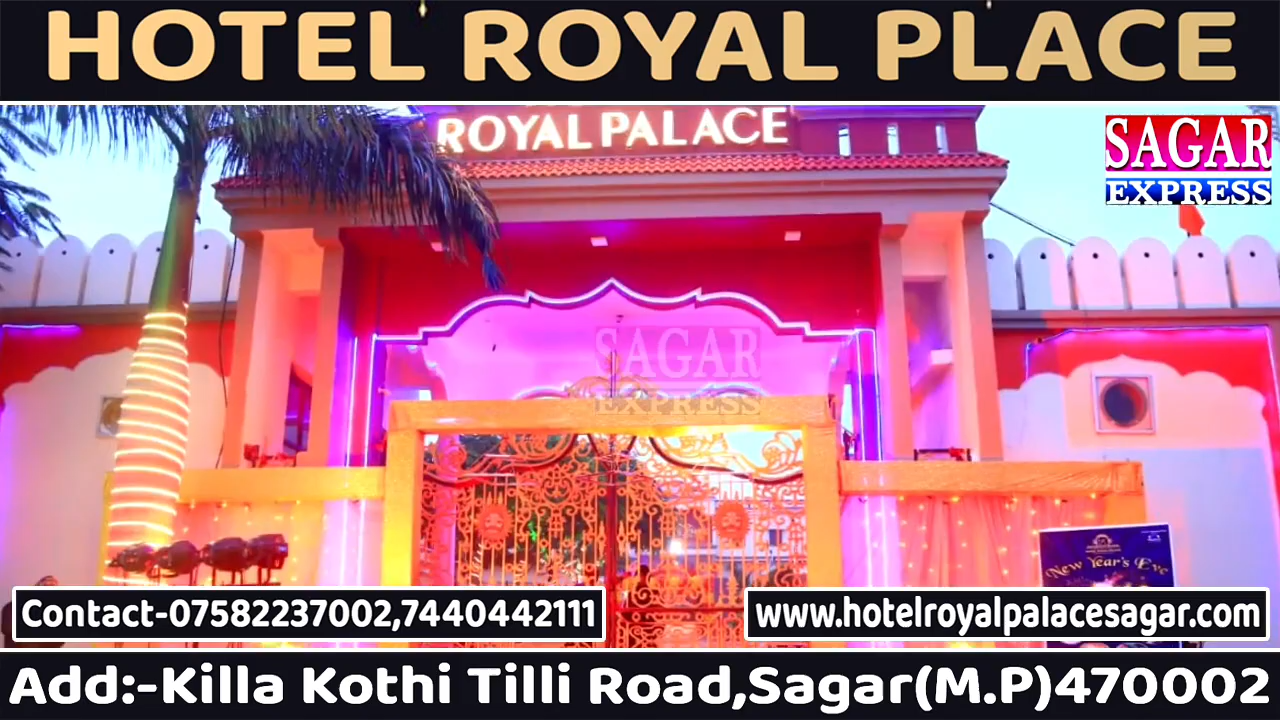 HOTEL ROYAL PLACE
ROYAL PALACE
SAGAR
EXPRESS
SAGAR
EXPRESS
New Year's Eve
Contact-07582237002,7440442111
www.hotelroyalpalacesagar.com
Add:-Killa Kothi Tilli Road,Sagar(M.P)470002